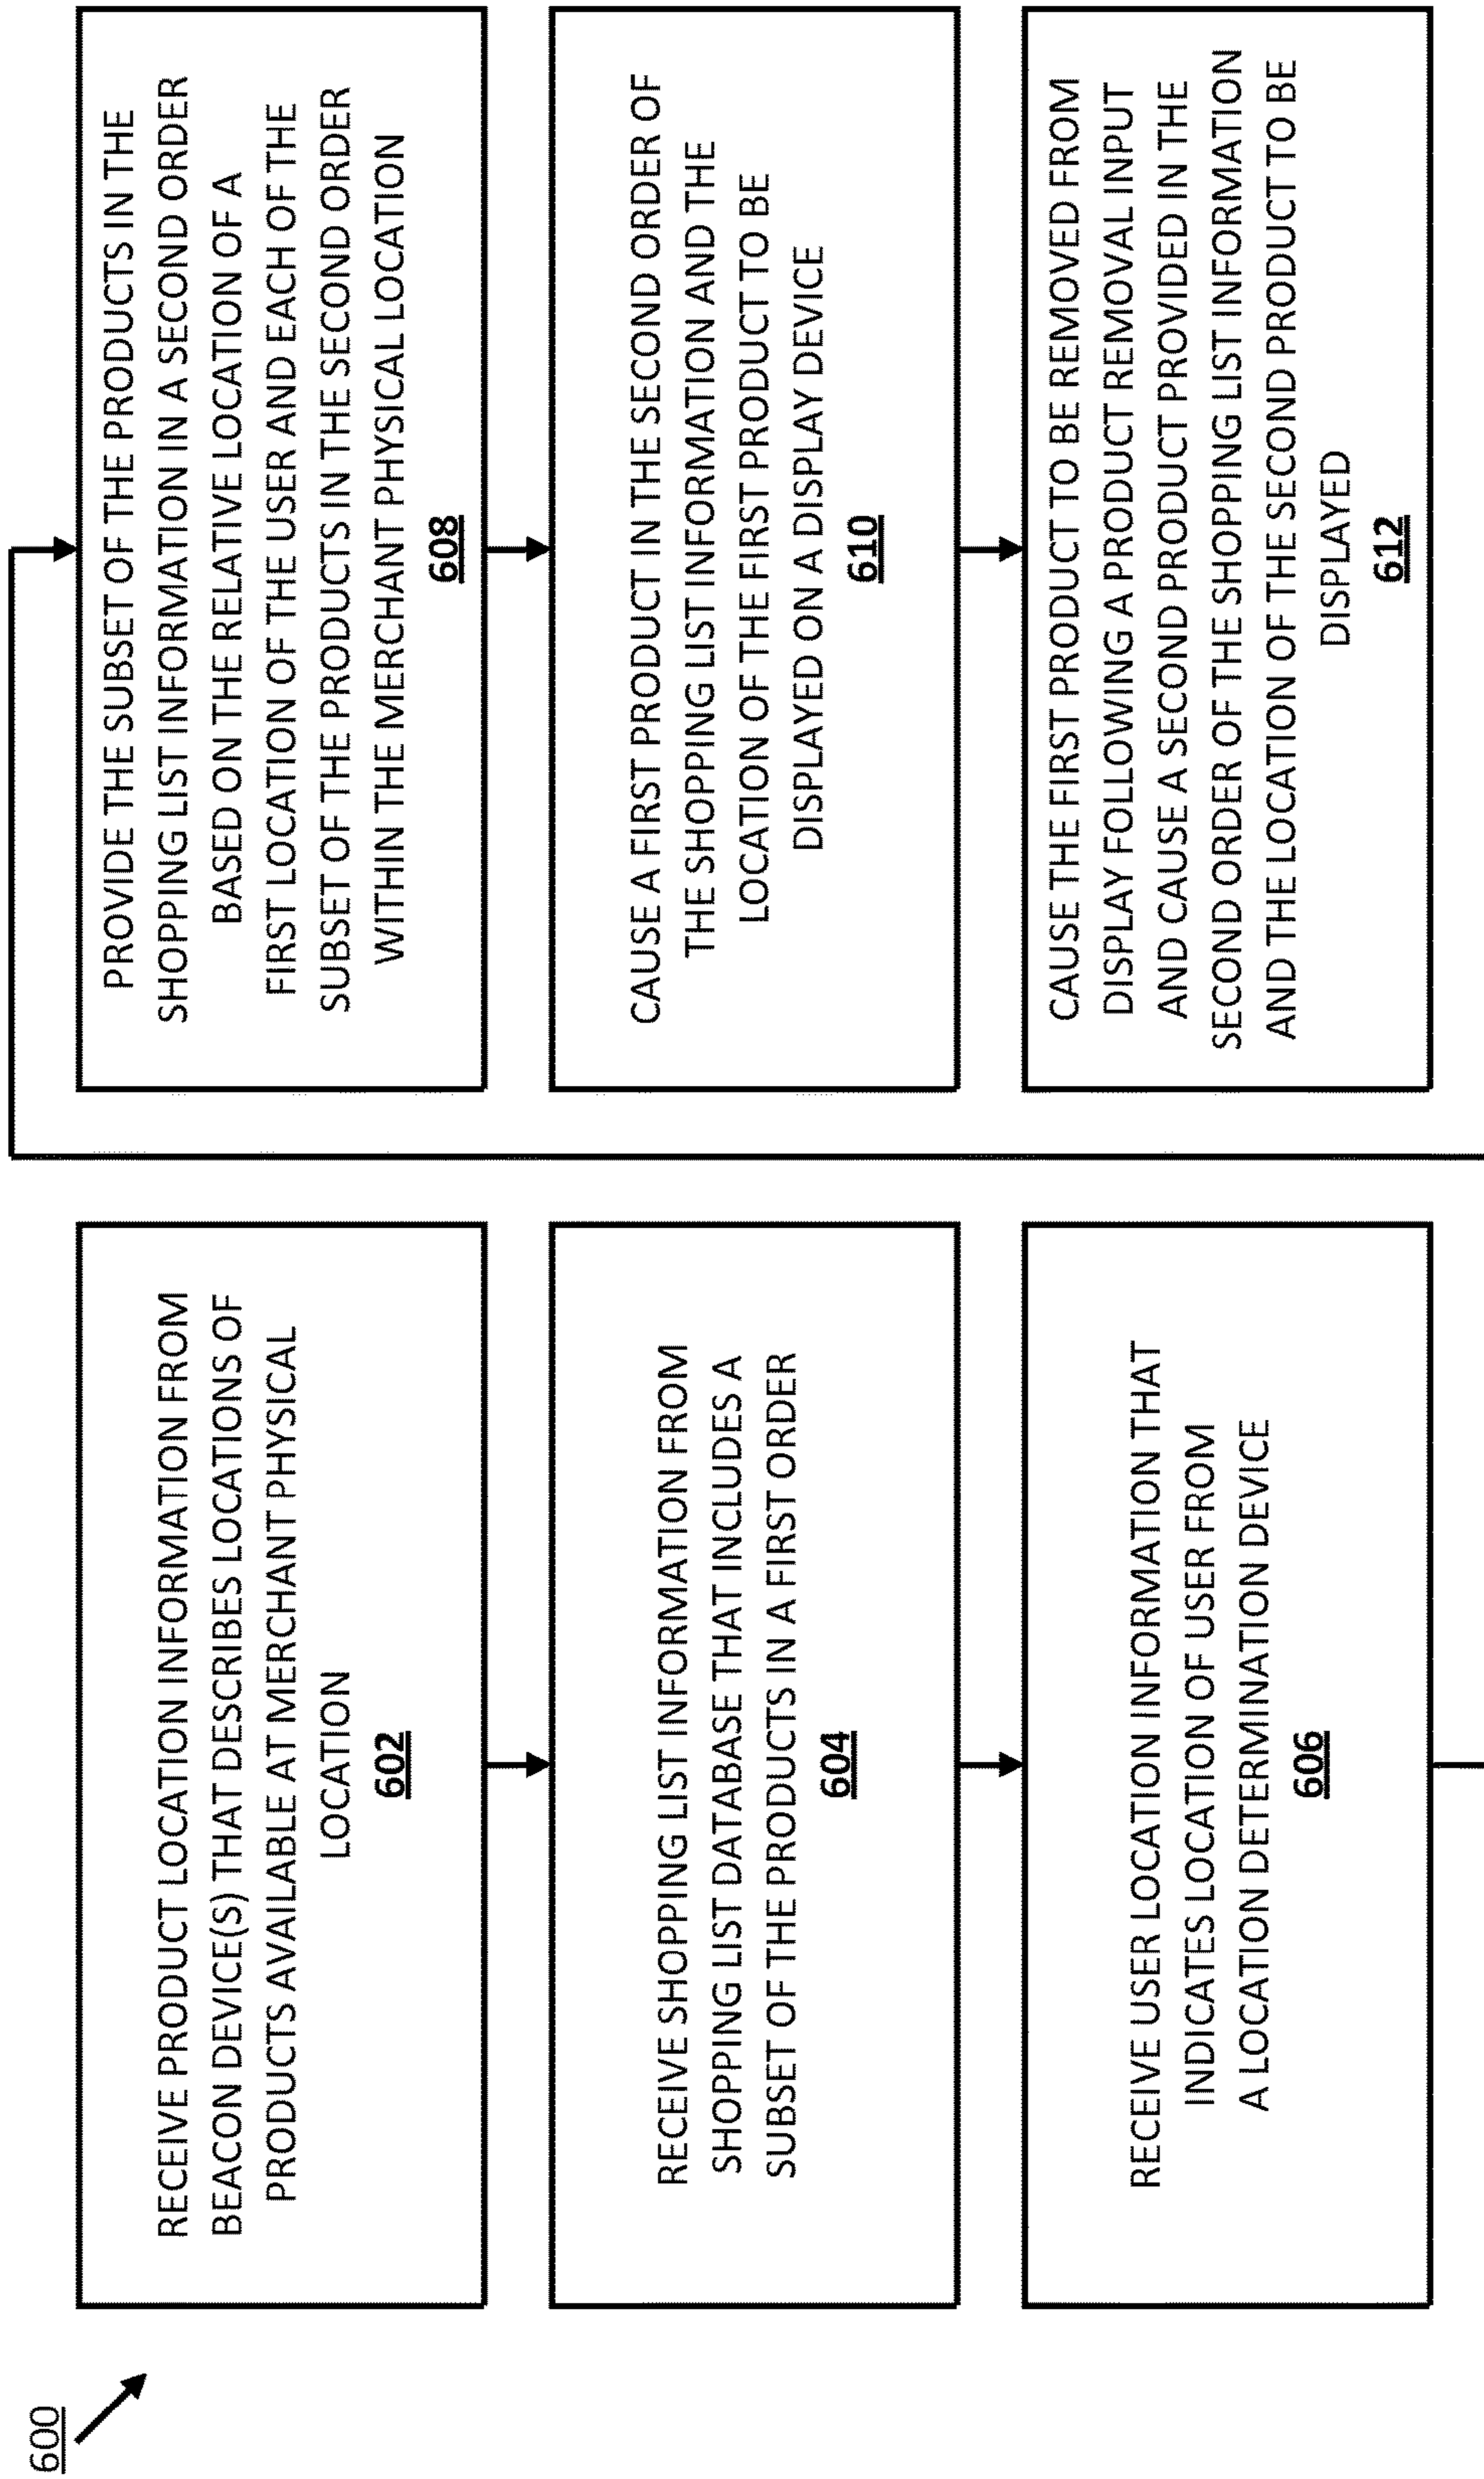 600
RECEIVE PRODUCT LOCATION INFORMATION FROM
BEACON DEVICE(S) THAT DESCRIBES LOCATIONS OF
PRODUCTS AVAILABLE AT MERCHANT PHYSICAL
LOCATION
602
RECEIVE SHOPPING LIST INFORMATION FROM
SHOPPING LIST DATABASE THAT INCLUDES A
SUBSET OF THE PRODUCTS IN A FIRST ORDER
604
RECEIVE USER LOCATION INFORMATION THAT
INDICATES LOCATION OF USER FROM
A LOCATION DETERMINATION DEVICE
606
PROVIDE THE SUBSET OF THE PRODUCTS IN THE
SHOPPING LIST INFORMATION IN A SECOND ORDER
BASED ON THE RELATIVE LOCATION OF A
FIRST LOCATION OF THE USER AND EACH OF THE
SUBSET OF THE PRODUCTS IN THE SECOND ORDER
WITHIN THE MERCHANT PHYSICAL LOCATION
608
CAUSE A FIRST PRODUCT IN THE SECOND ORDER OF
THE SHOPPING LIST INFORMATION AND THE
LOCATION OF THE FIRST PRODUCT TO BE
DISPLAYED ON A DISPLAY DEVICE
610
CAUSE THE FIRST PRODUCT TO BE REMOVED FROM
DISPLAY FOLLOWING A PRODUCT REMOVAL INPUT
AND CAUSE A SECOND PRODUCT PROVIDED IN THE
SECOND ORDER OF THE SHOPPING LIST INFORMATION
AND THE LOCATION OF THE SECOND PRODUCT TO BE
DISPLAYED
612